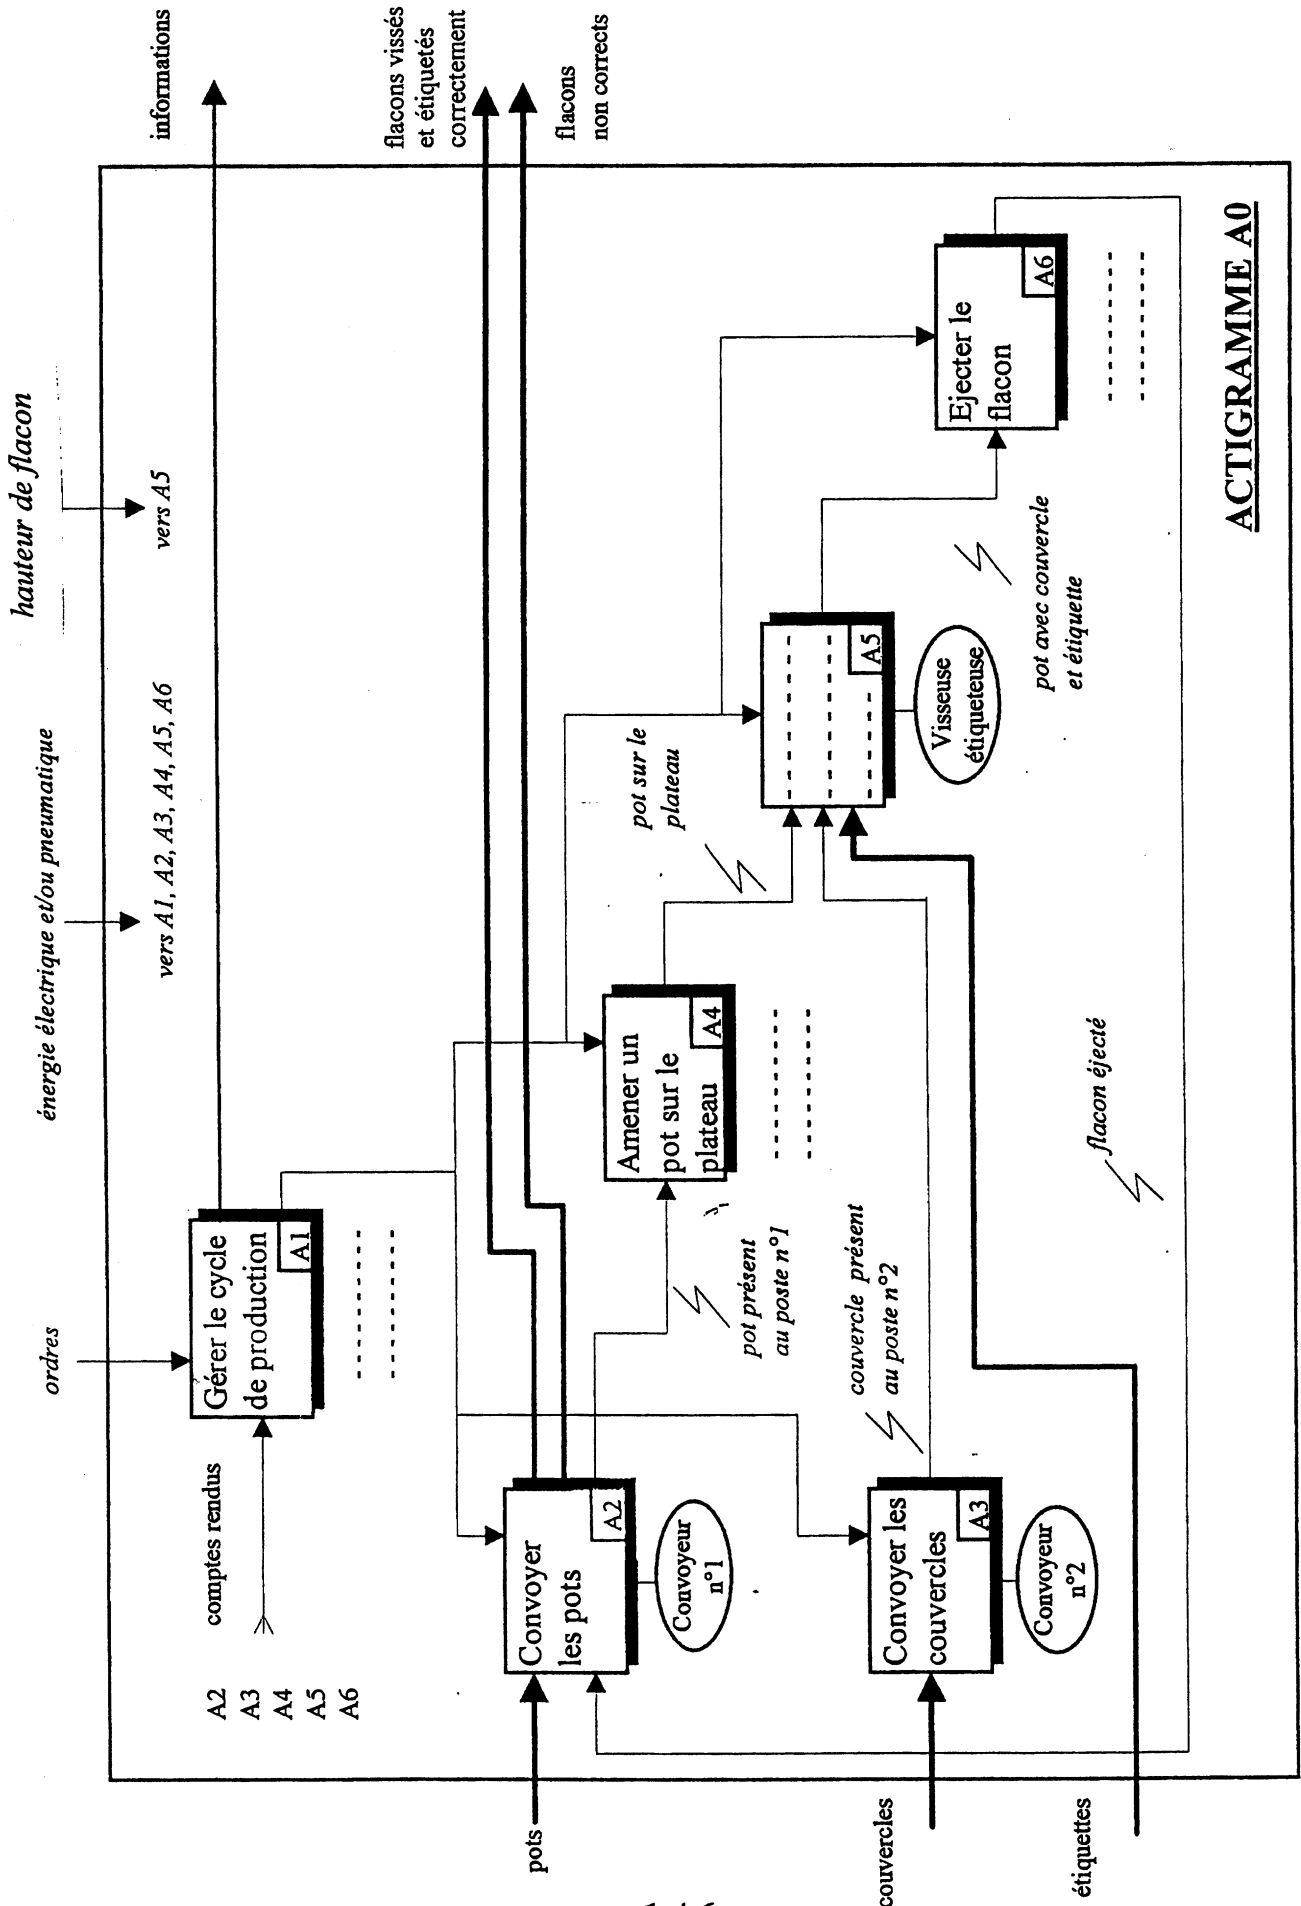 hauteur de flacon
énergie électrique et/ou pneumatique
ordres
vers A1, A2, A3, A4, A5, A6
vers A5
informations
comptes rendus
A2
A3
A4
A5
A6
Gérer le cycle
de production
A1
flacons vissés
et étiquetés
correctement
flacons
non corrects
pots
Convoyer
les pots
A2
Convoyeur
n°1
pot présent
au poste n°1
Amener un
pot sur le
plateau
A4
pot sur le
plateau
A5
Visseuse
étiqueteuse
pot avec couvercle
et étiquette
Ejecter le
flacon
A6
couvercles
Convoyer les
couvercles
A3
Convoyeur
n°2
couvercle présent
au poste n°2
flacon éjecté
étiquettes
ACTIGRAMME A0